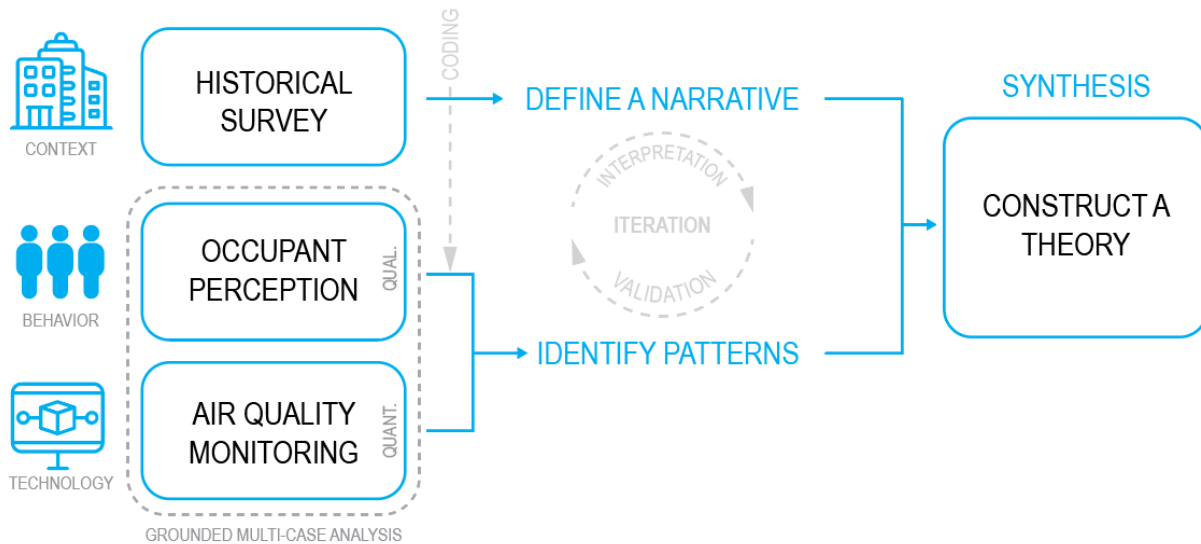 CONTEXT
HISTORICAL
SURVEY
CODING
DEFINE A NARRATIVE
SYNTHESIS
BEHAVIOR
OCCUPANT
PERCEPTION
QUAL.
INTERPRETATION
ITERATION
VALIDATION
CONSTRUCT A
THEORY
TECHNOLOGY
AIR QUALITY
MONITORING
QUANT.
IDENTIFY PATTERNS
GROUNDED MULTI-CASE ANALYSIS